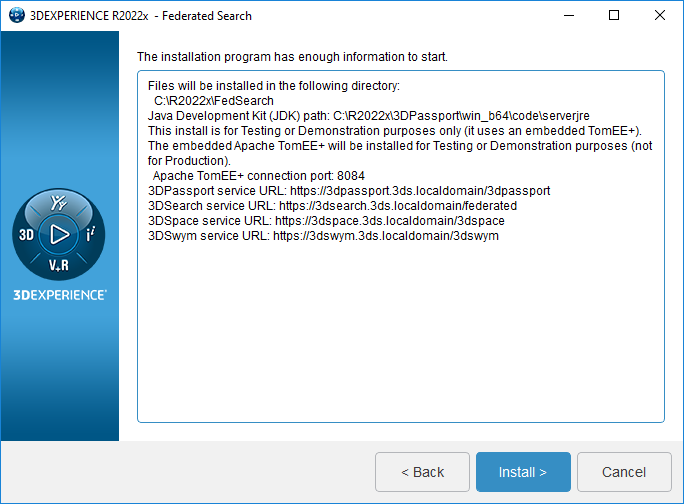 3DEXPERIENCE R2022x - Federated Search
The installation program has enough information to start.
Files will be installed in the following directory:
C:\R2022x\FedSearch
Java Development Kit (JDK) path: C:\R2022x\3DPassport\win_b64\code\serverjre
This install is for Testing or Demonstration purposes only (it uses an embedded TomEE+).
The embedded Apache TomEE+ will be installed for Testing or Demonstration purposes (not
for Production).
Apache TomEE+ connection port: 8084
3DPassport service URL: https://3dpassport.3ds.localdomain/3dpassport
3DSearch service URL: https://3dsearch.3ds.localdomain/federated
3DSpace service URL: https://3dspace.3ds.localdomain/3dspace
3DSwym service URL: https://3dswym.3ds.localdomain/3dswym
3D
i²
V+R
3DEXPERIENCE
< Back
Install >
Cancel